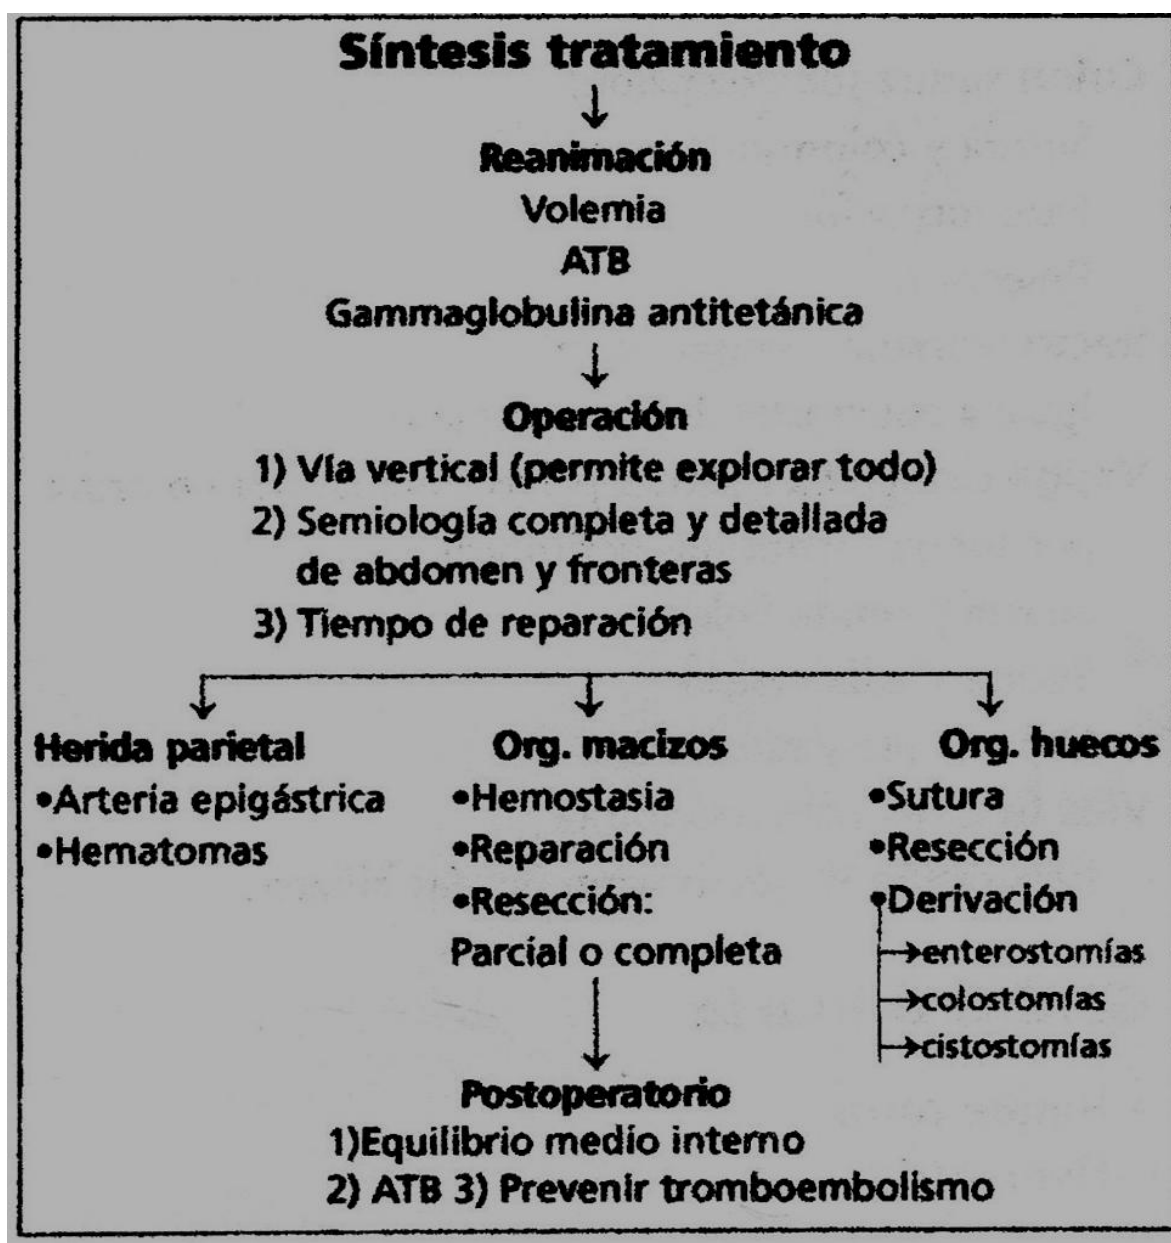 Síntesis tratamiento
Reanimación
Volemia
ATB
Gammaglobulina antitetánica
Operación
1) Vía vertical (permite explorar todo)
2) Semiología completa y detallada
de abdomen y fronteras
3) Tiempo de reparación
Herida parietal
•Arteria epigástrica
•Hematomas
Org. macizos
•Hemostasia
•Reparación
•Resección:
Parcial o completa
Org. huecos
•Sutura
•Resección
•Derivación
enterostomías
colostomías
cistostomías
Postoperatorio
1)Equilibrio medio interno
2) ATB 3) Prevenir tromboembolismo